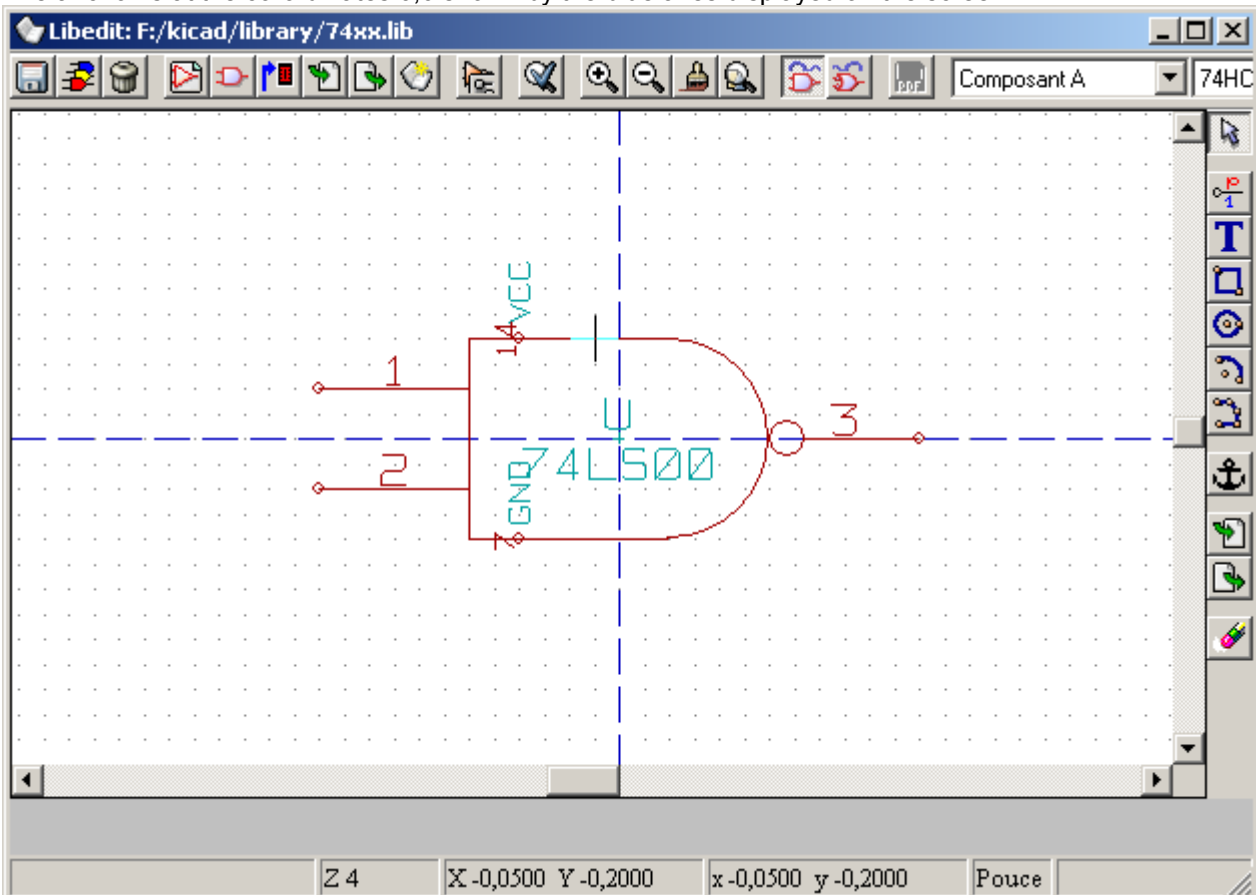 Libedit: F:/kicad/library/74xx.lib
Composant A
74HC
P
1
T
VCC
14
1
U
3
74LS00
2
GND
7
Z 4
X -0,0500 Y -0,2000
x -0,0500 y -0,2000
Pouce